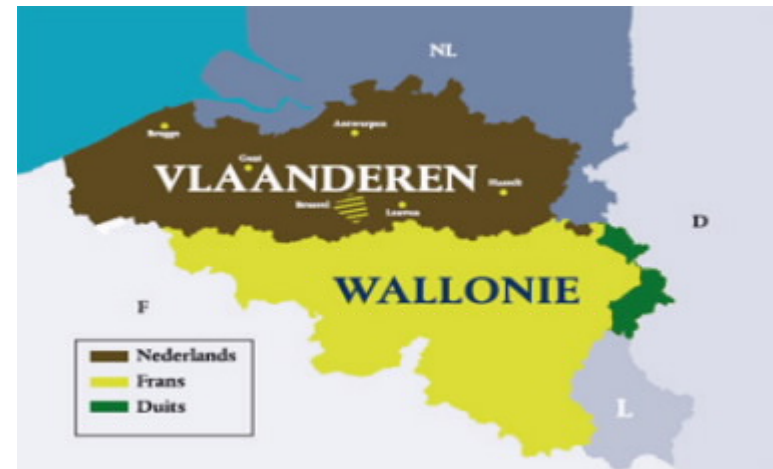 NL
Antwerpen
Brugge
Gent
VLAANDEREN
Hasselt
Brussel
Leuven
D
WALLONIE
F
Nederlands
Frans
Duits
L